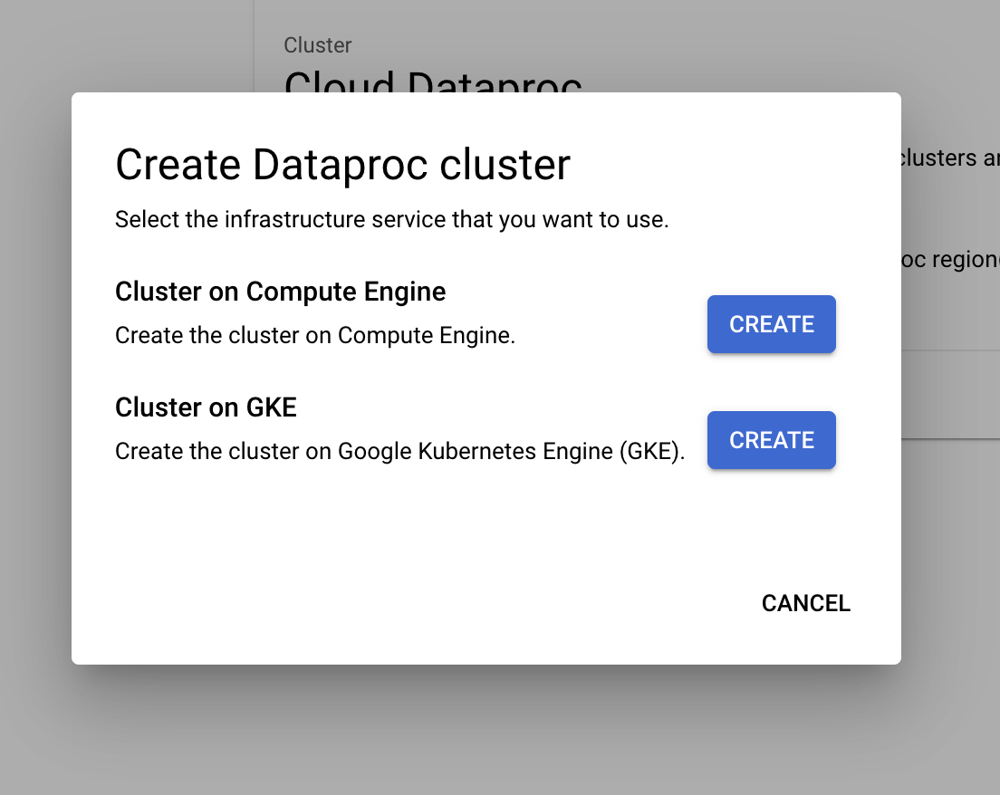 Cluster
Cloud Dataproc
Create Dataproc cluster
Select the infrastructure service that you want to use.
clusters
Cluster on Compute Engine
Create the cluster on Compute Engine.
CREATE
Cluster on GKE
Create the cluster on Google Kubernetes Engine (GKE).
CREATE
CANCEL